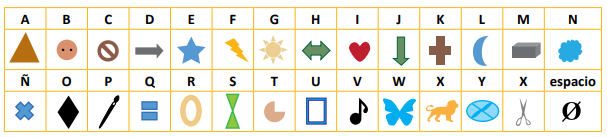 A B C D E F G H I J K L M N
Ñ O P Q R S T U V W X Y X espacio
Ø